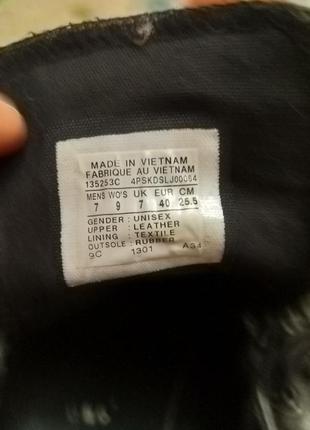 MADE IN VIETNAM
FABRIQUE AU VIETNAM
135253C 4PSKDSLJ00064
MENS WO'S UK EUR CM
7 9 7 40 25.5
GENDER : UNISEX
UPPER : LEATHER
LINING : TEXTILE
OUTSOLE : RUBBER
9C 1301 A34